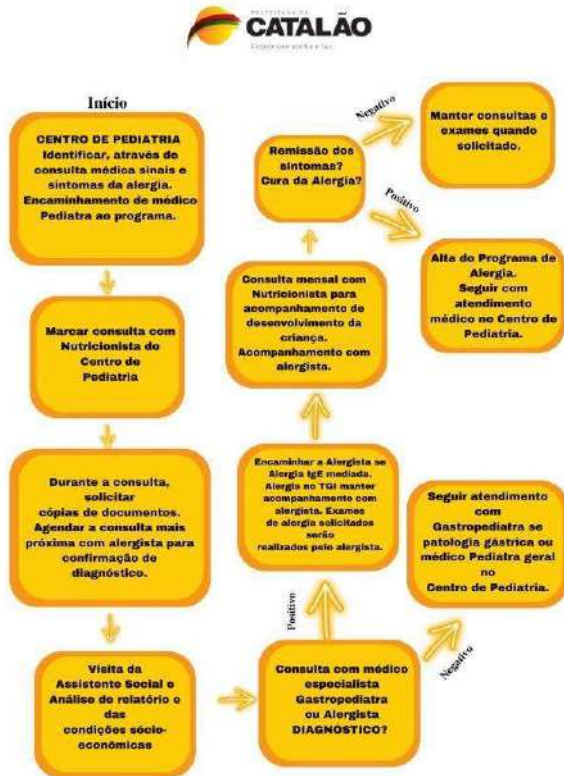 PREFEITURA DE
CATALÃO
Início
CENTRO DE PEDIATRIA
Identificar, através de
consulta médica sinais e
sintomas da alergia.
Encaminhamento de médico
Pediatra ao programa.
Marcar consulta com
Nutricionista do
Centro de
Pediatria
Durante a consulta,
solicitar
cópias de documentos.
Agendar a consulta mais
próxima com alergista para
confirmação de
diagnóstico.
Visita da
Assistente Social e
Análise do relatório e
das
condições sócio-
econômicas
Consulta com médico
especialista
Gastropediatra
ou Alergista
DIAGNÓSTICO?
Positivo
Negativo
Encaminhar a Alergista se
Alergia IgE mediada.
Alergia no TGI manter
acompanhamento com
alergista. Exames
de alergia solicitados
serão
realizados pelo alergista.
Seguir atendimento
com
Gastropediatra se
patologia gástrica ou
médico Pediatra geral
no
Centro de Pediatria.
Consulta mensal com
Nutricionista para
acompanhamento de
desenvolvimento da
criança.
Acompanhamento com
alergista.
Remissão dos
sintomas?
Cura da Alergia?
Negativo
Positivo
Manter consultas e
exames quando
solicitado.
Alta do Programa de
Alergia.
Seguir com
atendimento
médico no Centro de
Pediatria.